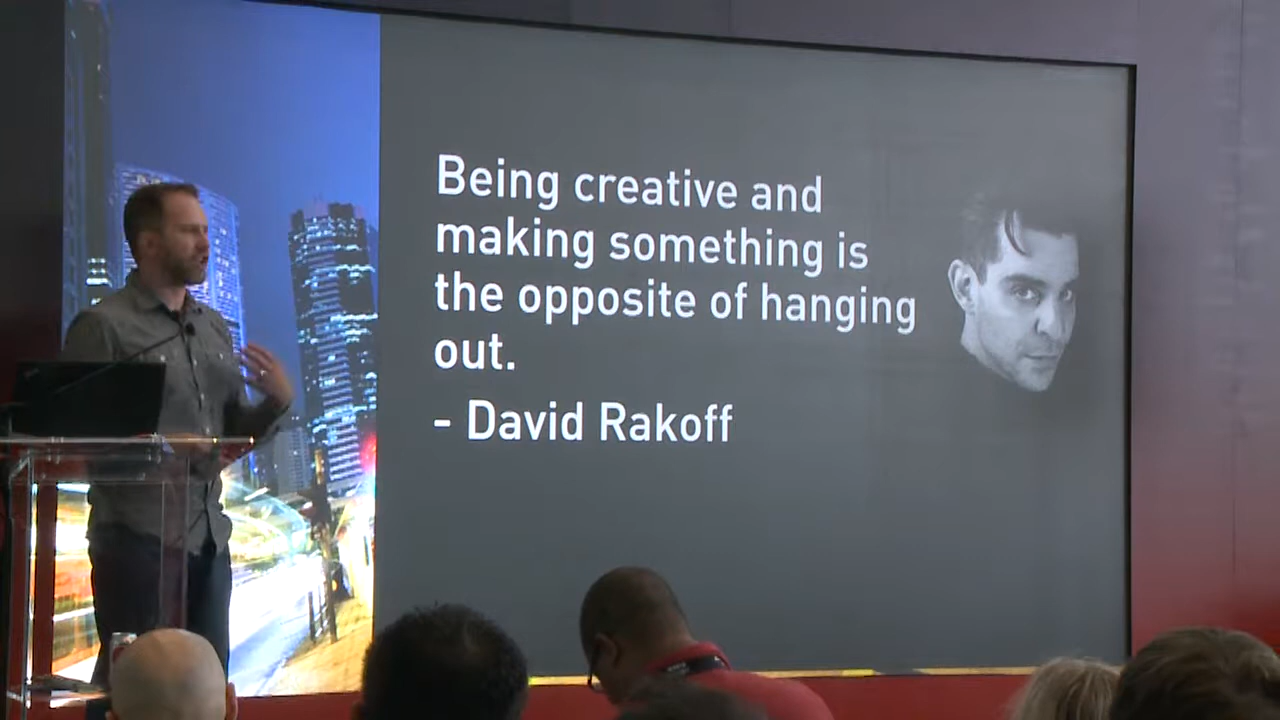 Being creative and
making something is
the opposite of hanging
out.
- David Rakoff